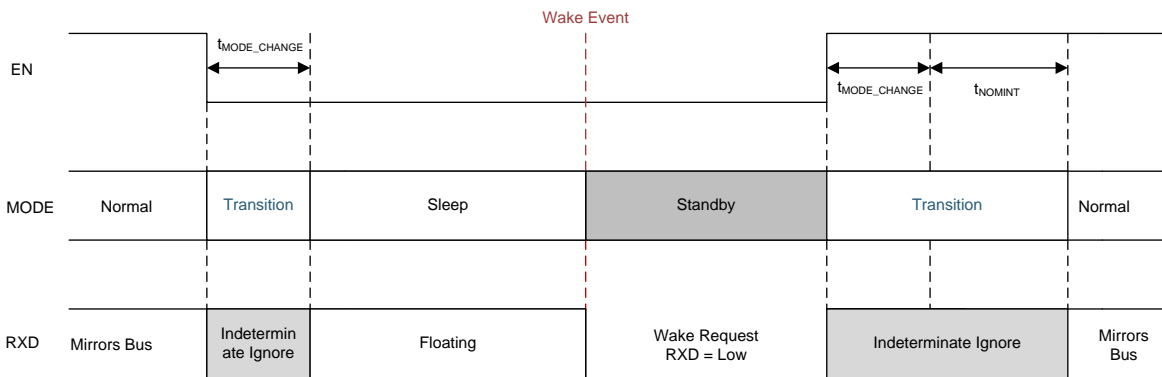 Wake Event
EN
tMODE_CHANGE
tMODE_CHANGE
tNOMINT
MODE
Normal
Transition
Sleep
Standby
Transition
Normal
RXD
Mirrors Bus
Indetermin
ate Ignore
Floating
Wake Request
RXD = Low
Indeterminate Ignore
Mirrors
Bus